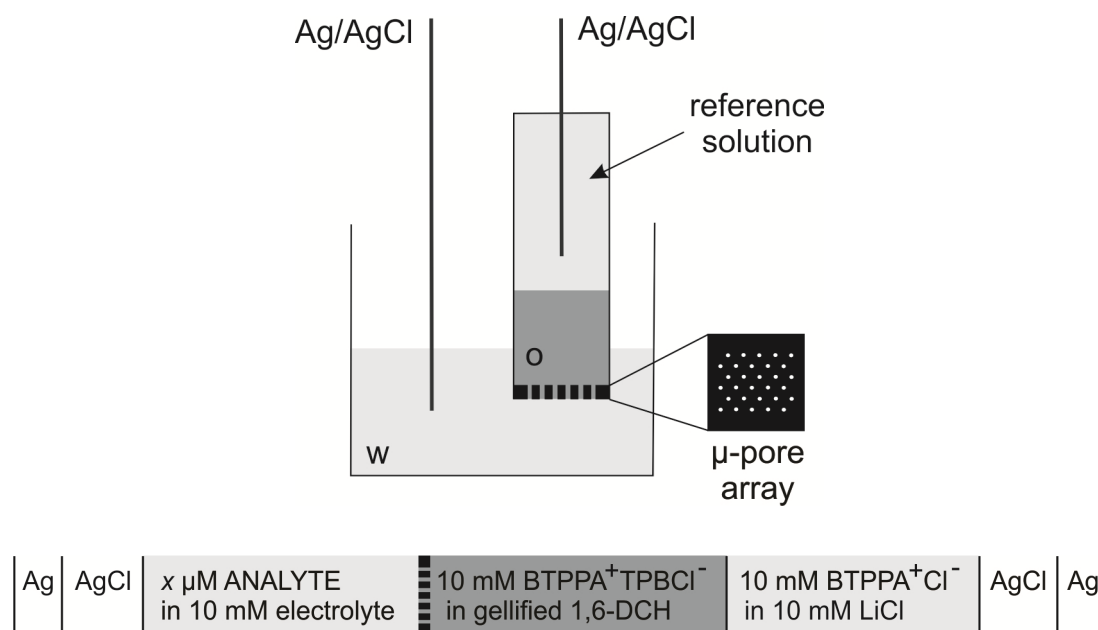 Ag/AgCl
Ag/AgCl
reference
solution
o
w
μ-pore
array
Ag
AgCl
x μM ANALYTE
in 10 mM electrolyte
10 mM BTPPA⁺TPBCl⁻
in gellified 1,6-DCH
10 mM BTPPA⁺Cl⁻
in 10 mM LiCl
AgCl
Ag